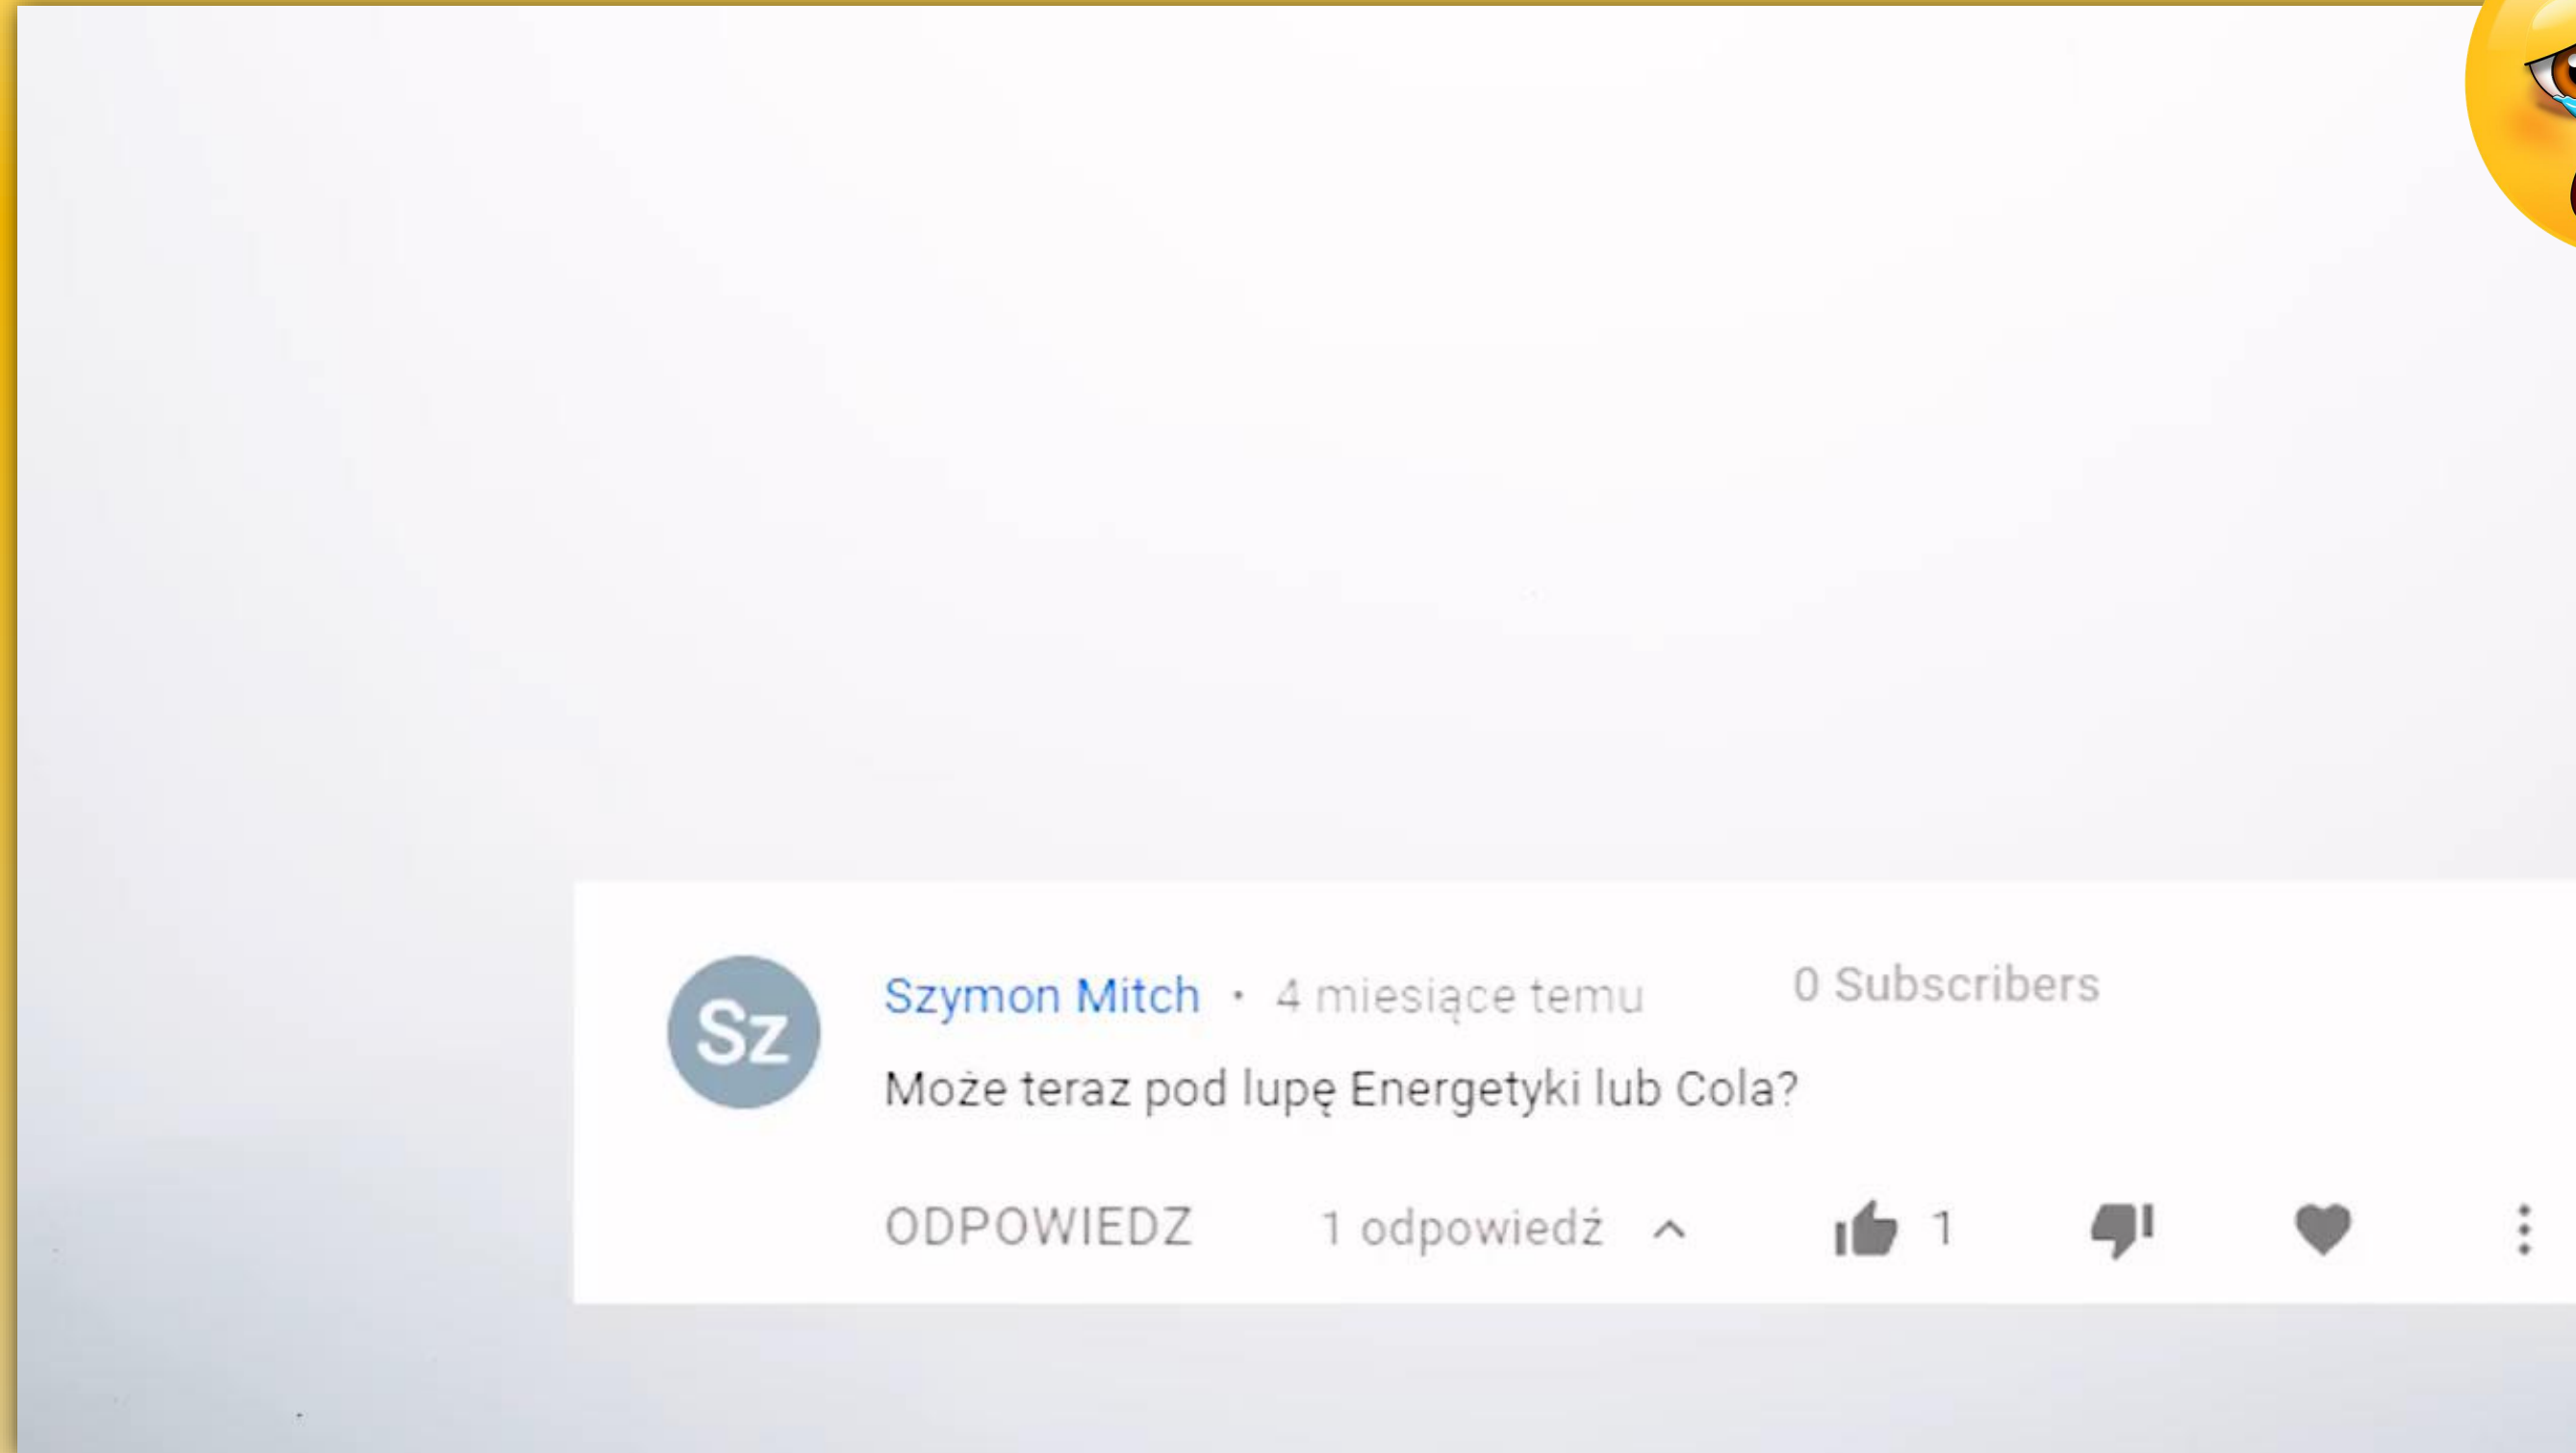 Sz
Szymon Mitch • 4 miesiące temu 0 Subscribers
Może teraz pod lupę Energetyki lub Cola?
ODPOWIEDZ 1 odpowiedź 1